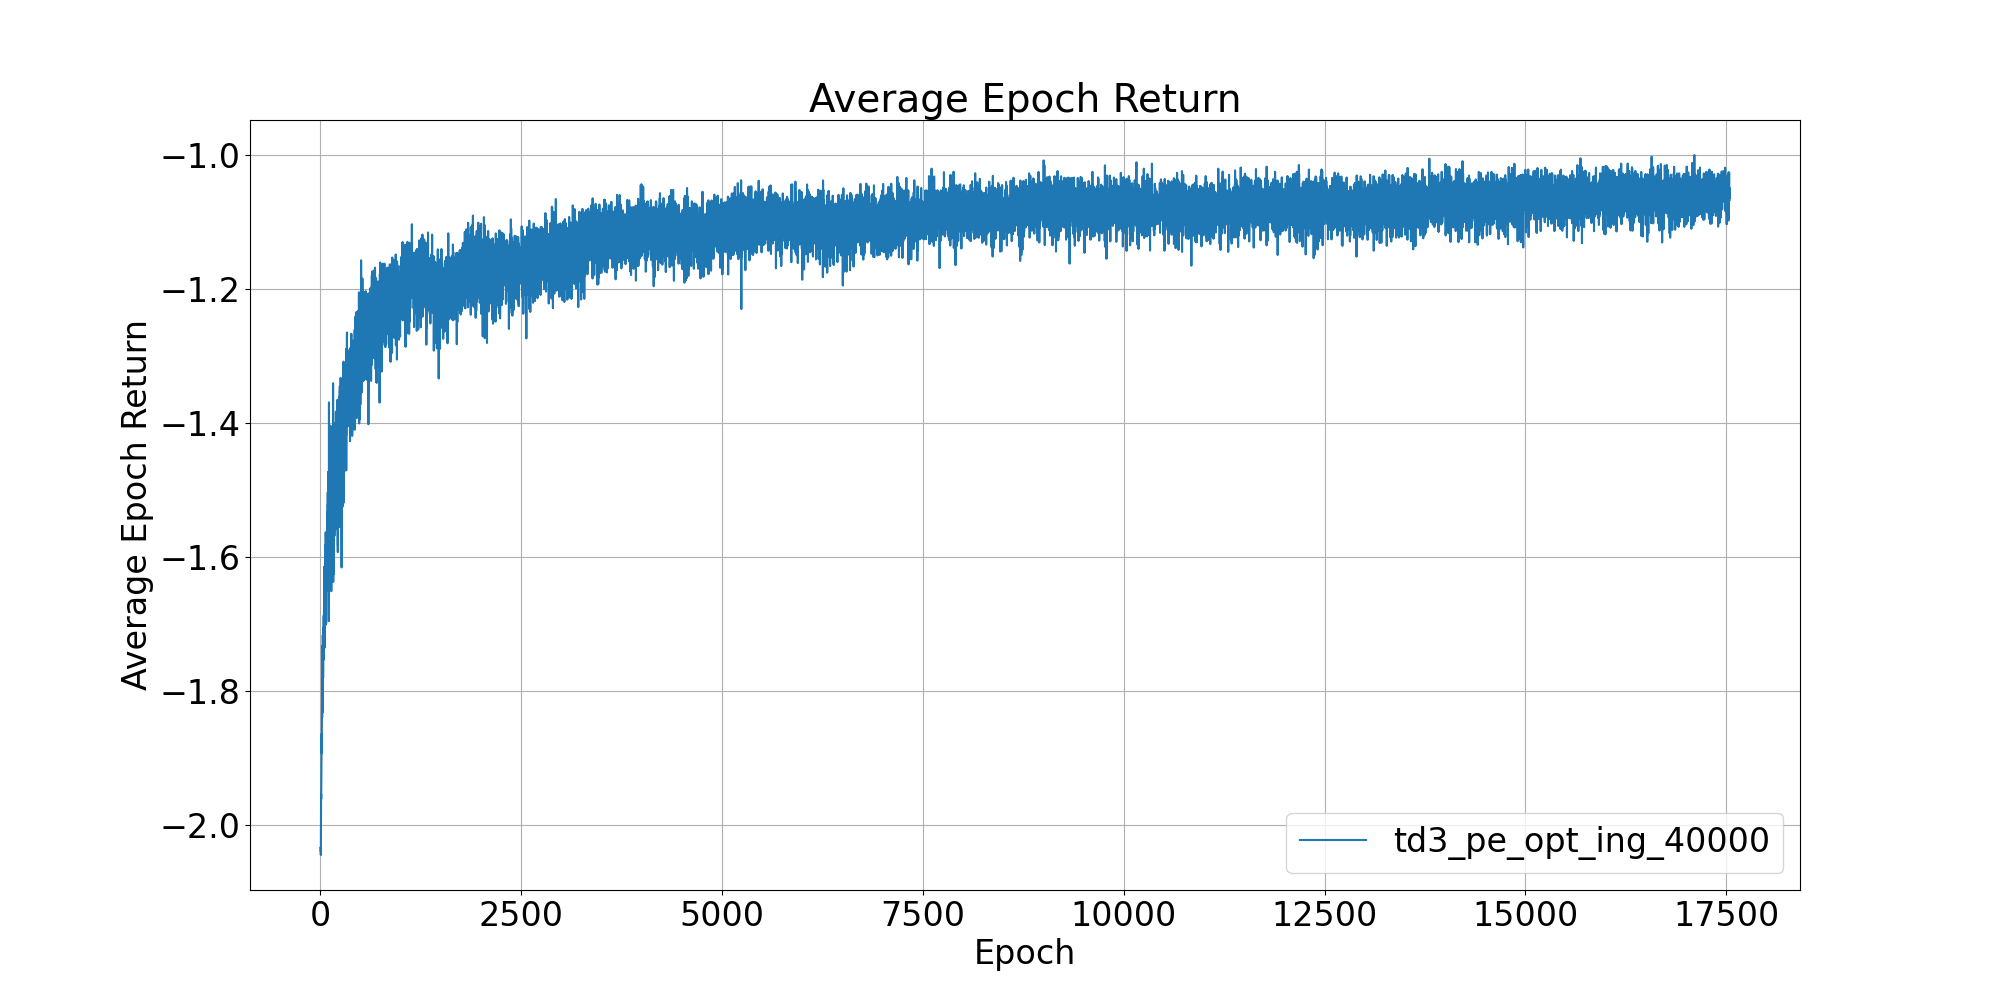 Average Epoch Return
Average Epoch Return
−1.0
−1.2
−1.4
−1.6
−1.8
−2.0
td3_pe_opt_ing_40000
0 2500 5000 7500 10000 12500 15000 17500
Epoch